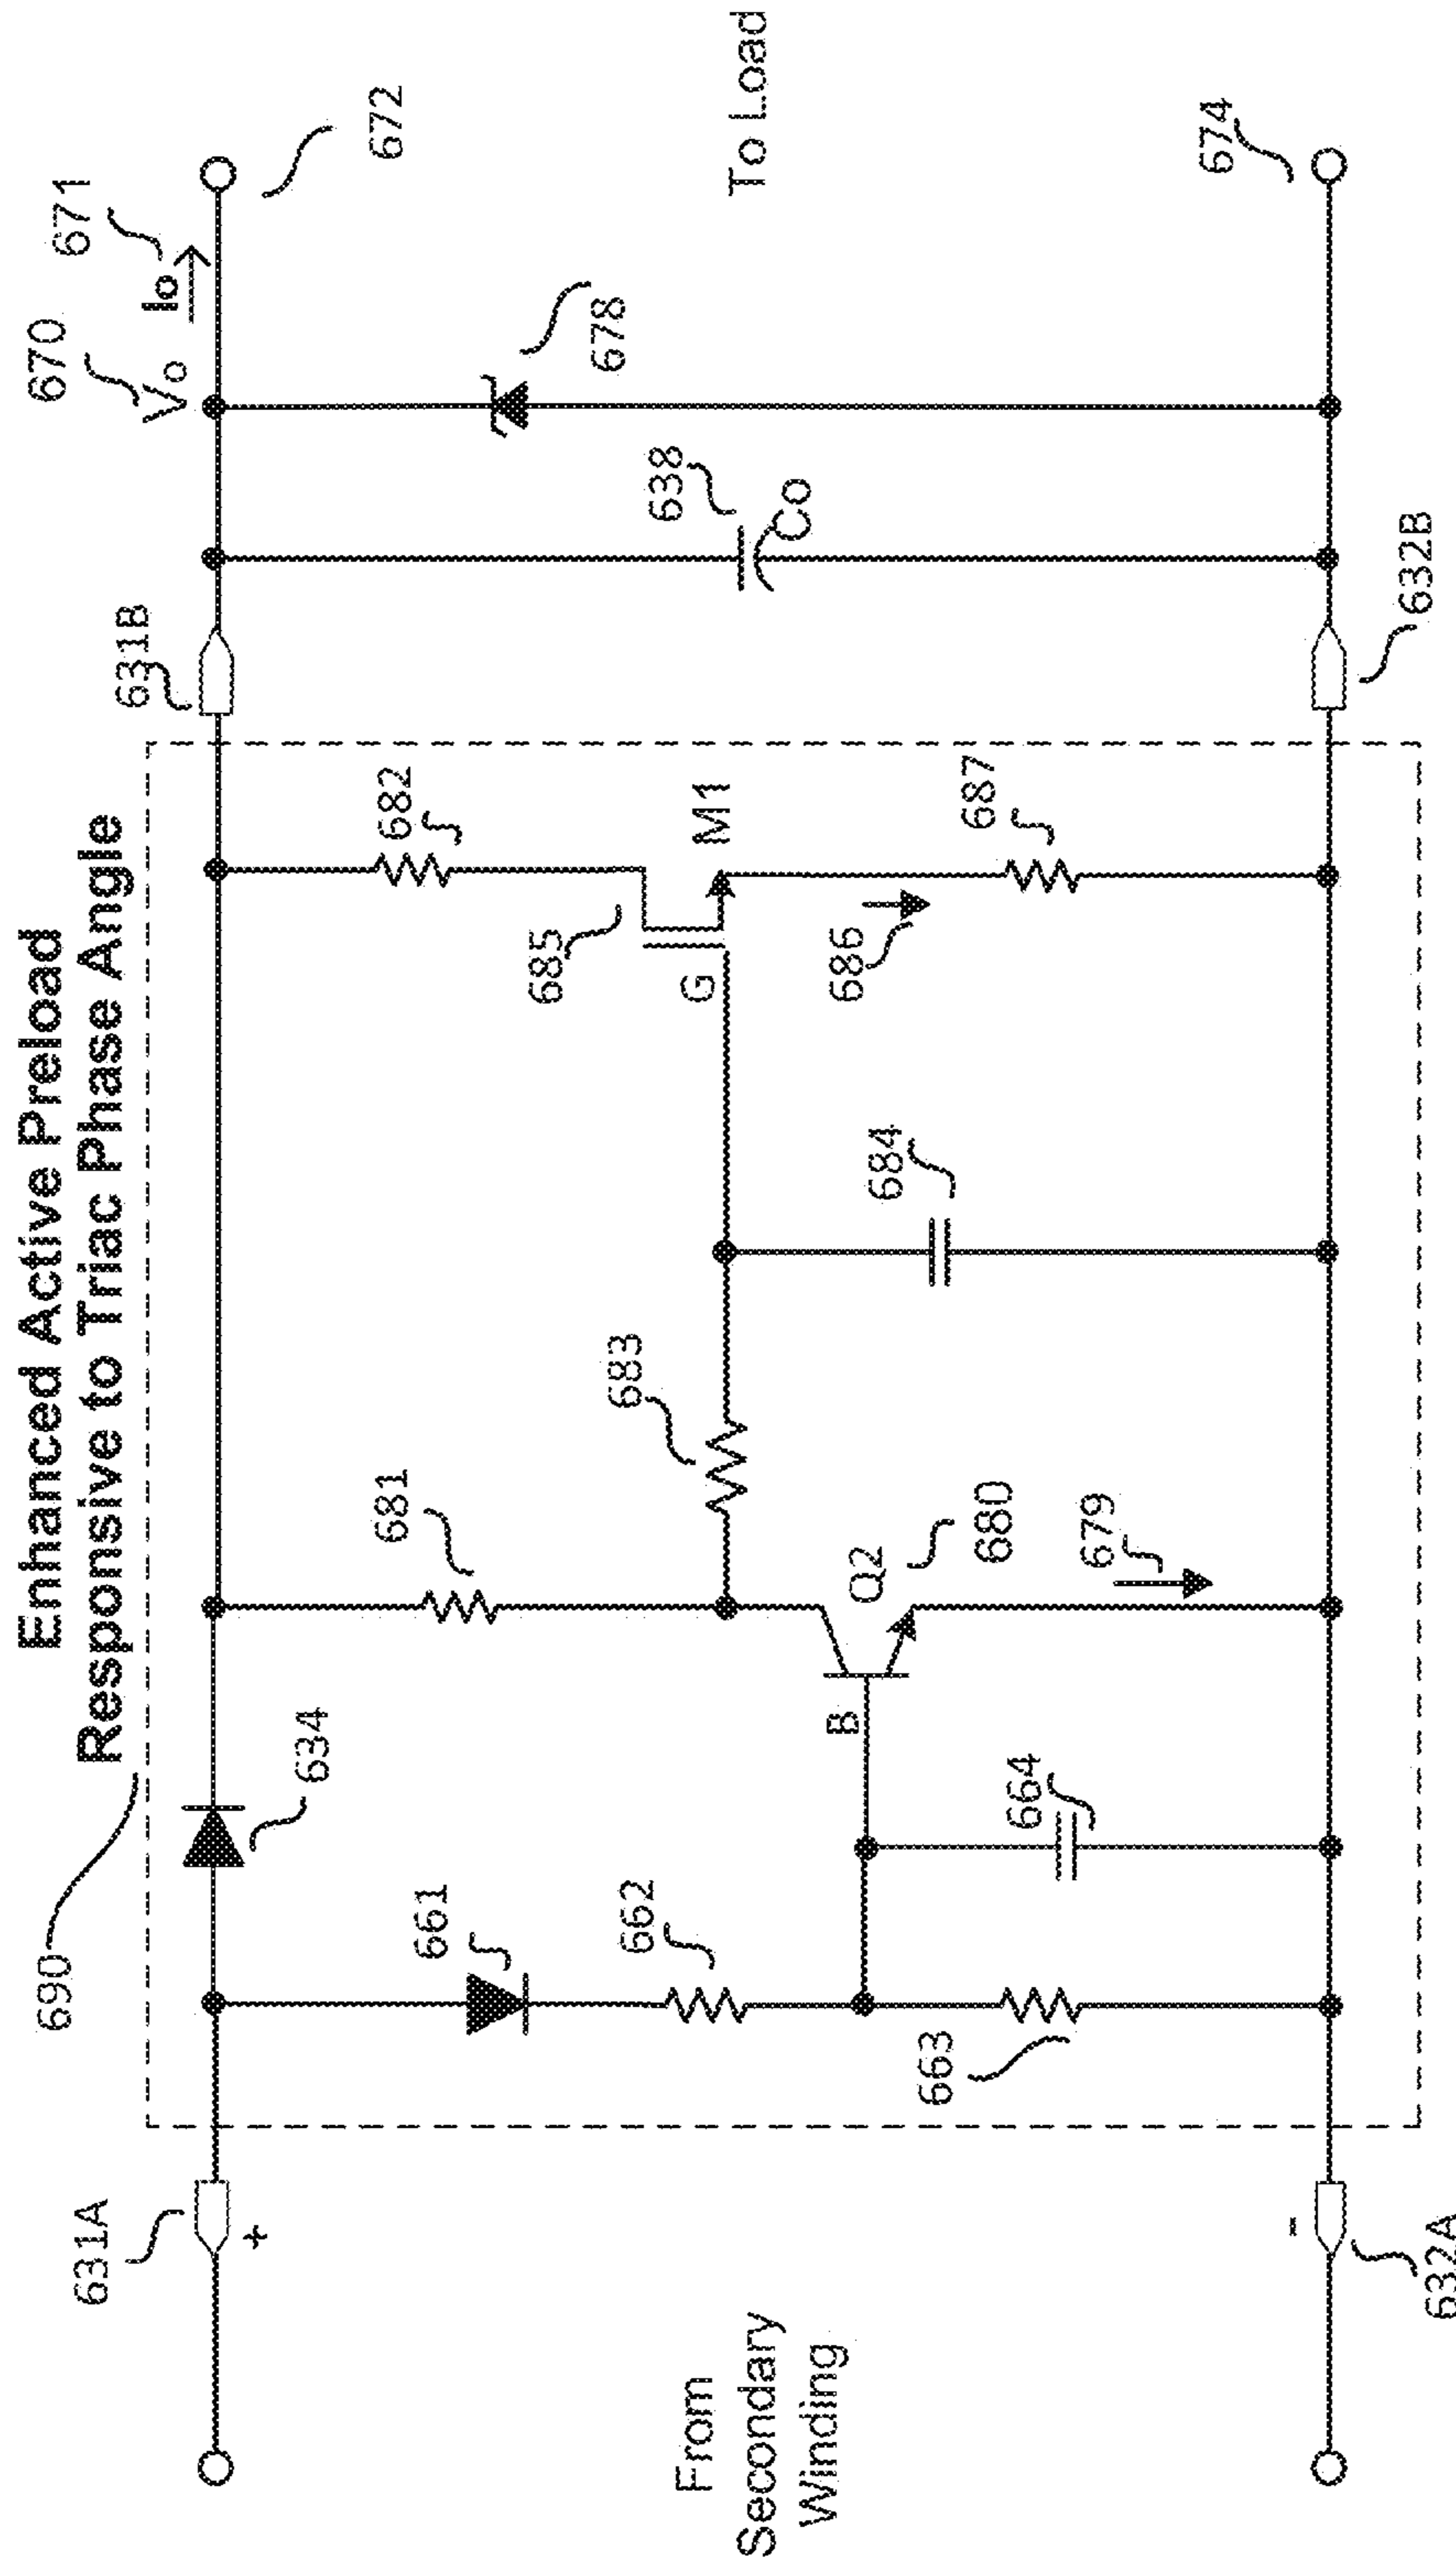 Enhanced Active Preload
Responsive to Triac Phase Angle
690
631A
+
634
631B
670
Vo
Io
671
672
661
662
663
664
B
Q2
680
679
681
683
684
682
685
G
M1
686
687
638
Co
678
From
Secondary
Winding
To Load
-
632A
632B
674